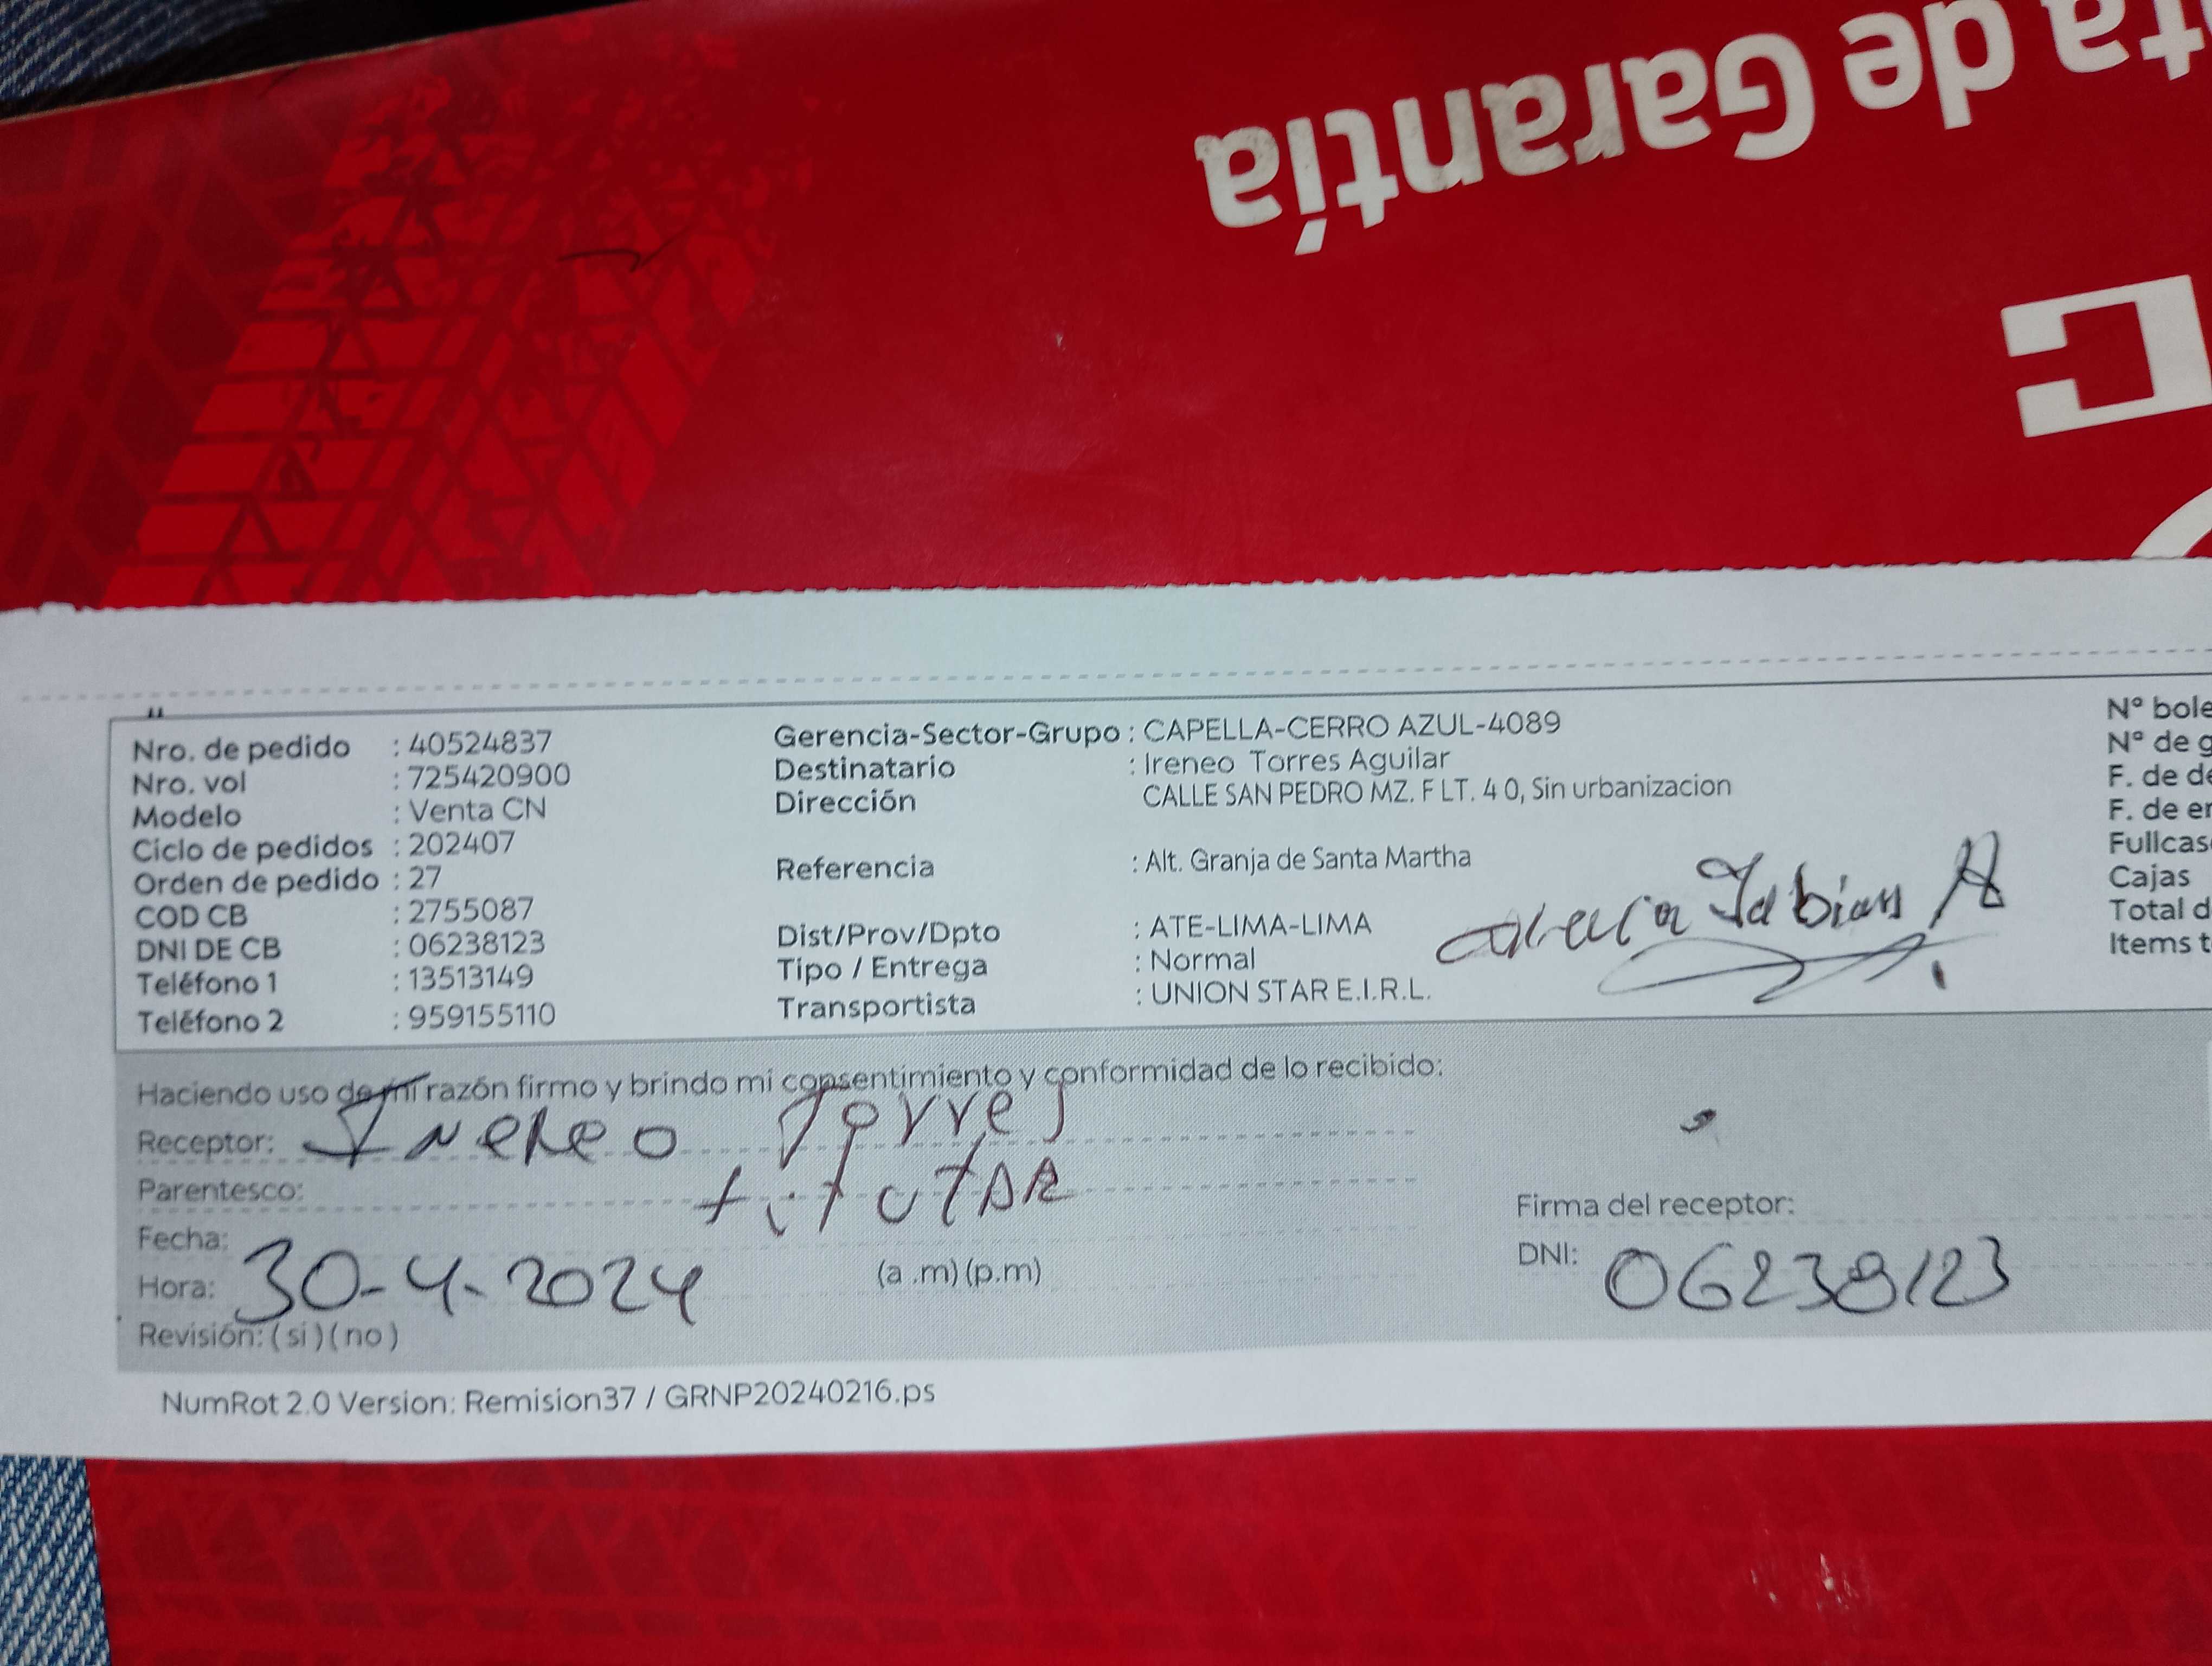 ta de Garantía
Nro. de pedido : 40524837
Nro. vol : 725420900
Modelo : Venta CN
Ciclo de pedidos : 202407
Orden de pedido : 27
COD CB : 2755087
DNI DE CB : 06238123
Teléfono 1 : 13513149
Teléfono 2 : 959155110
Gerencia-Sector-Grupo : CAPELLA-CERRO AZUL-4089
Destinatario : Ireneo Torres Aguilar
Dirección CALLE SAN PEDRO MZ. F LT. 4 0, Sin urbanizacion
Referencia : Alt. Granja de Santa Martha
Dist/Prov/Dpto : ATE-LIMA-LIMA
Tipo / Entrega : Normal
Transportista : UNION STAR E.I.R.L.
Fabian A
N° bole
N° de g
F. de de
F. de en
Fullcas
Cajas
Total d
Items t
Haciendo uso de mi razón firmo y brindo mi consentimiento y conformidad de lo recibido:
Receptor: Ireneo Torres
Parentesco: titutar
Fecha:
Hora: 30-4-2024 (a .m) (p.m)
Revisión: ( si ) ( no )
Firma del receptor:
DNI: 06238123
NumRot 2.0 Version: Remision37 / GRNP20240216.ps